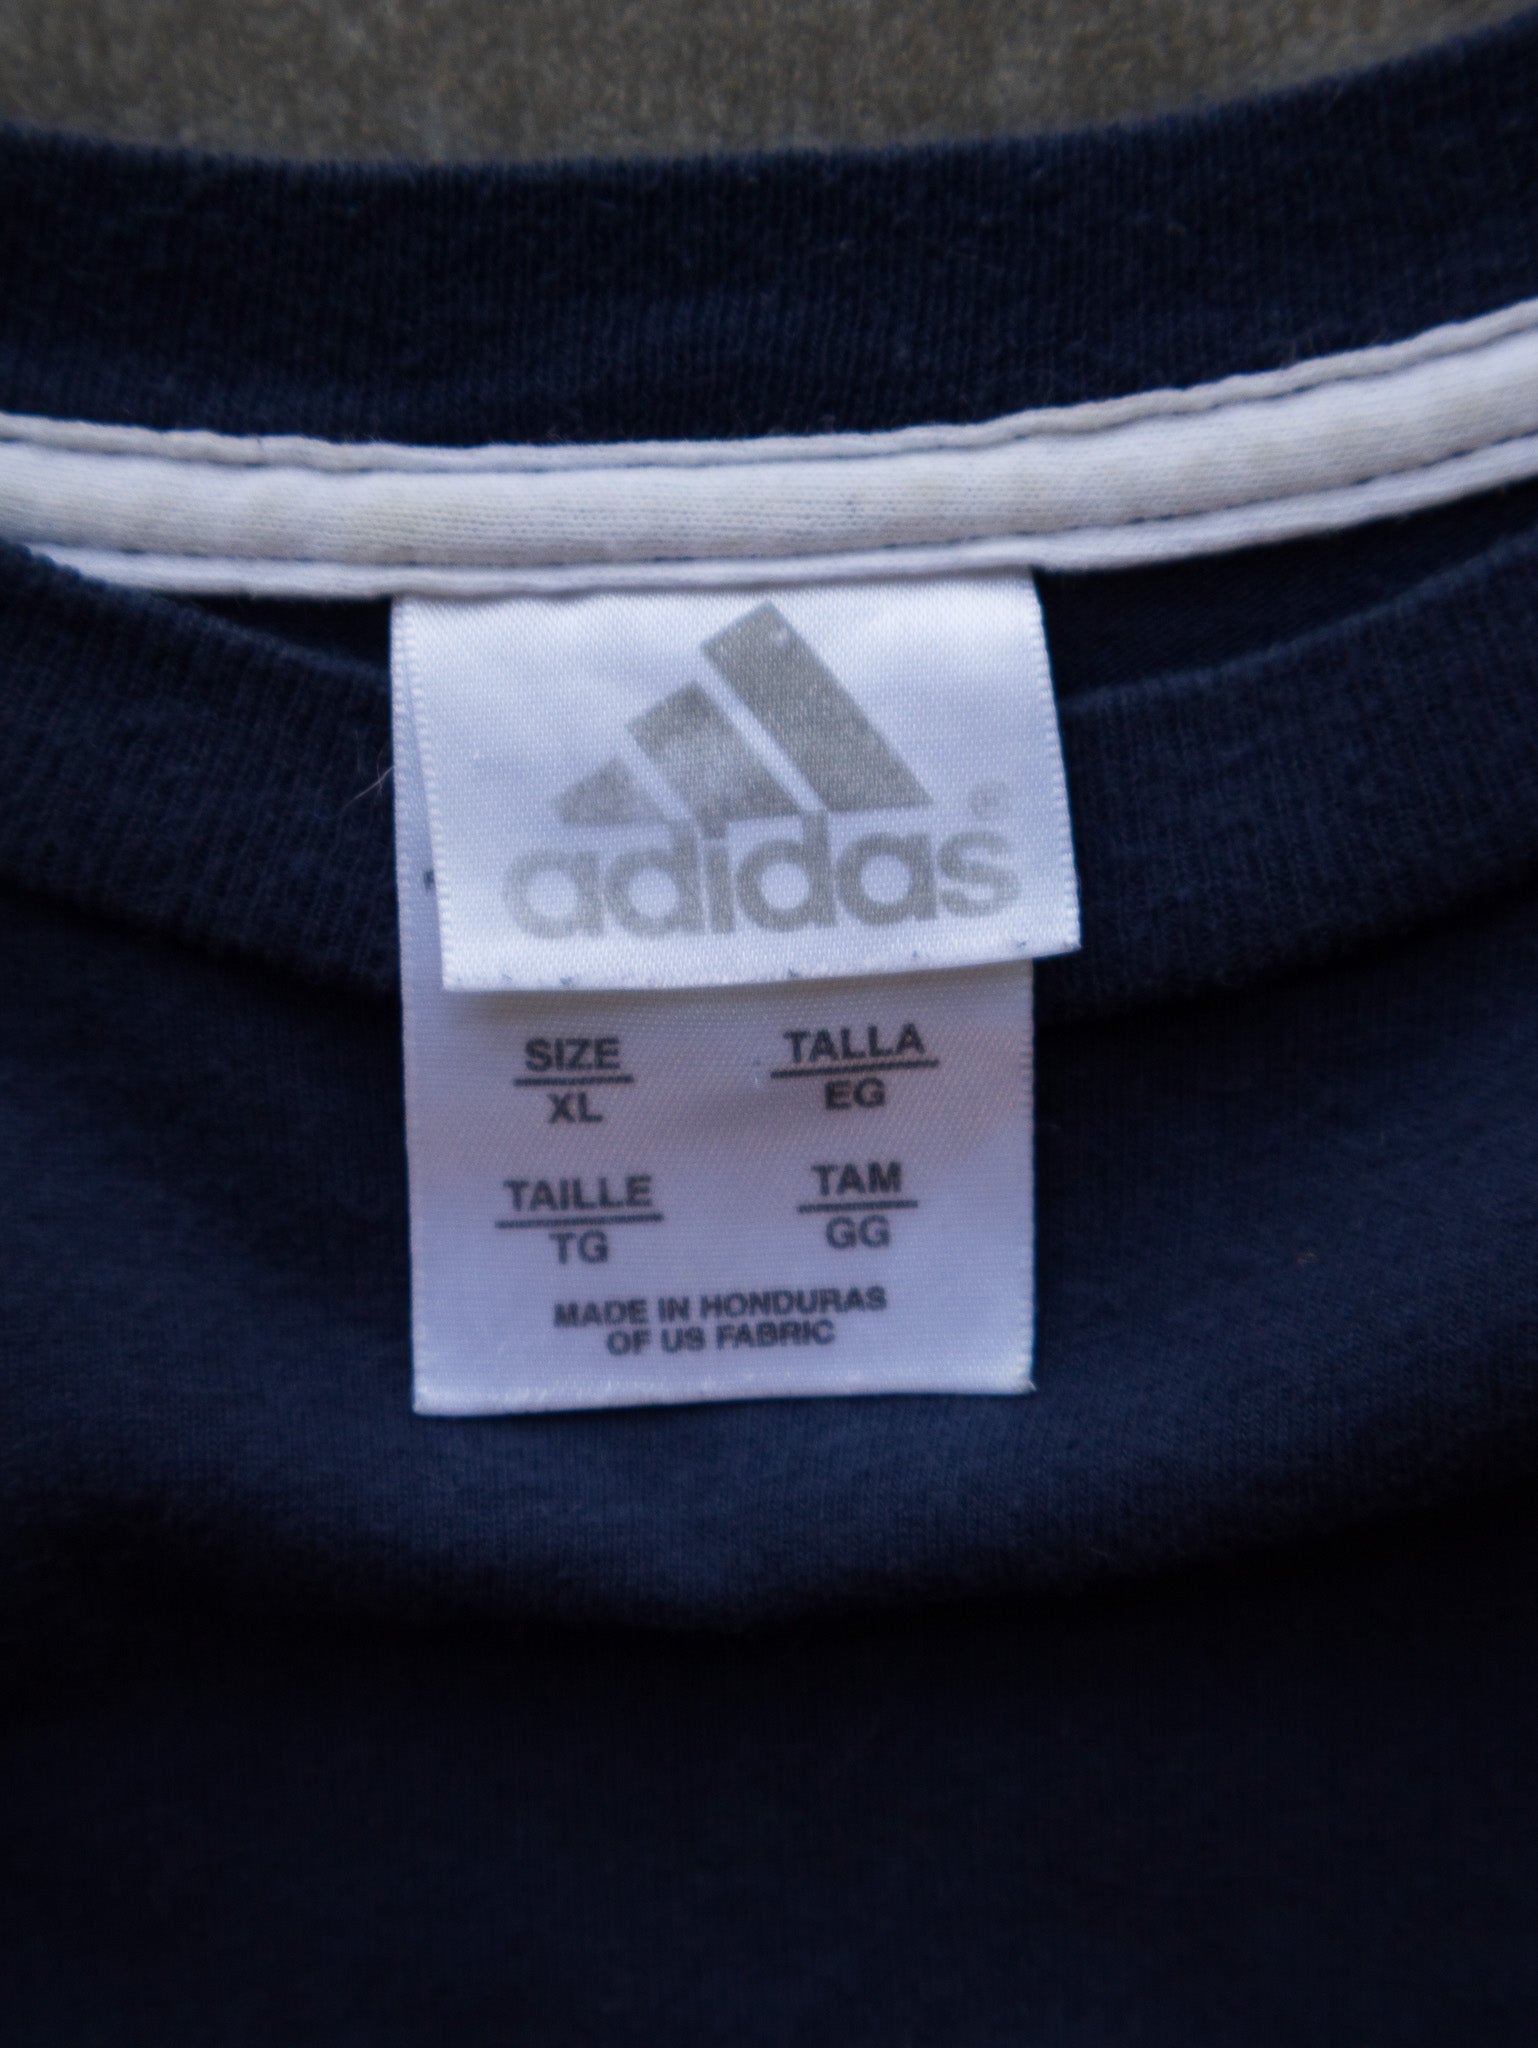 adidas®
SIZE
XL
TALLA
EG
TAILLE
TG
TAM
GG
MADE IN HONDURAS
OF US FABRIC